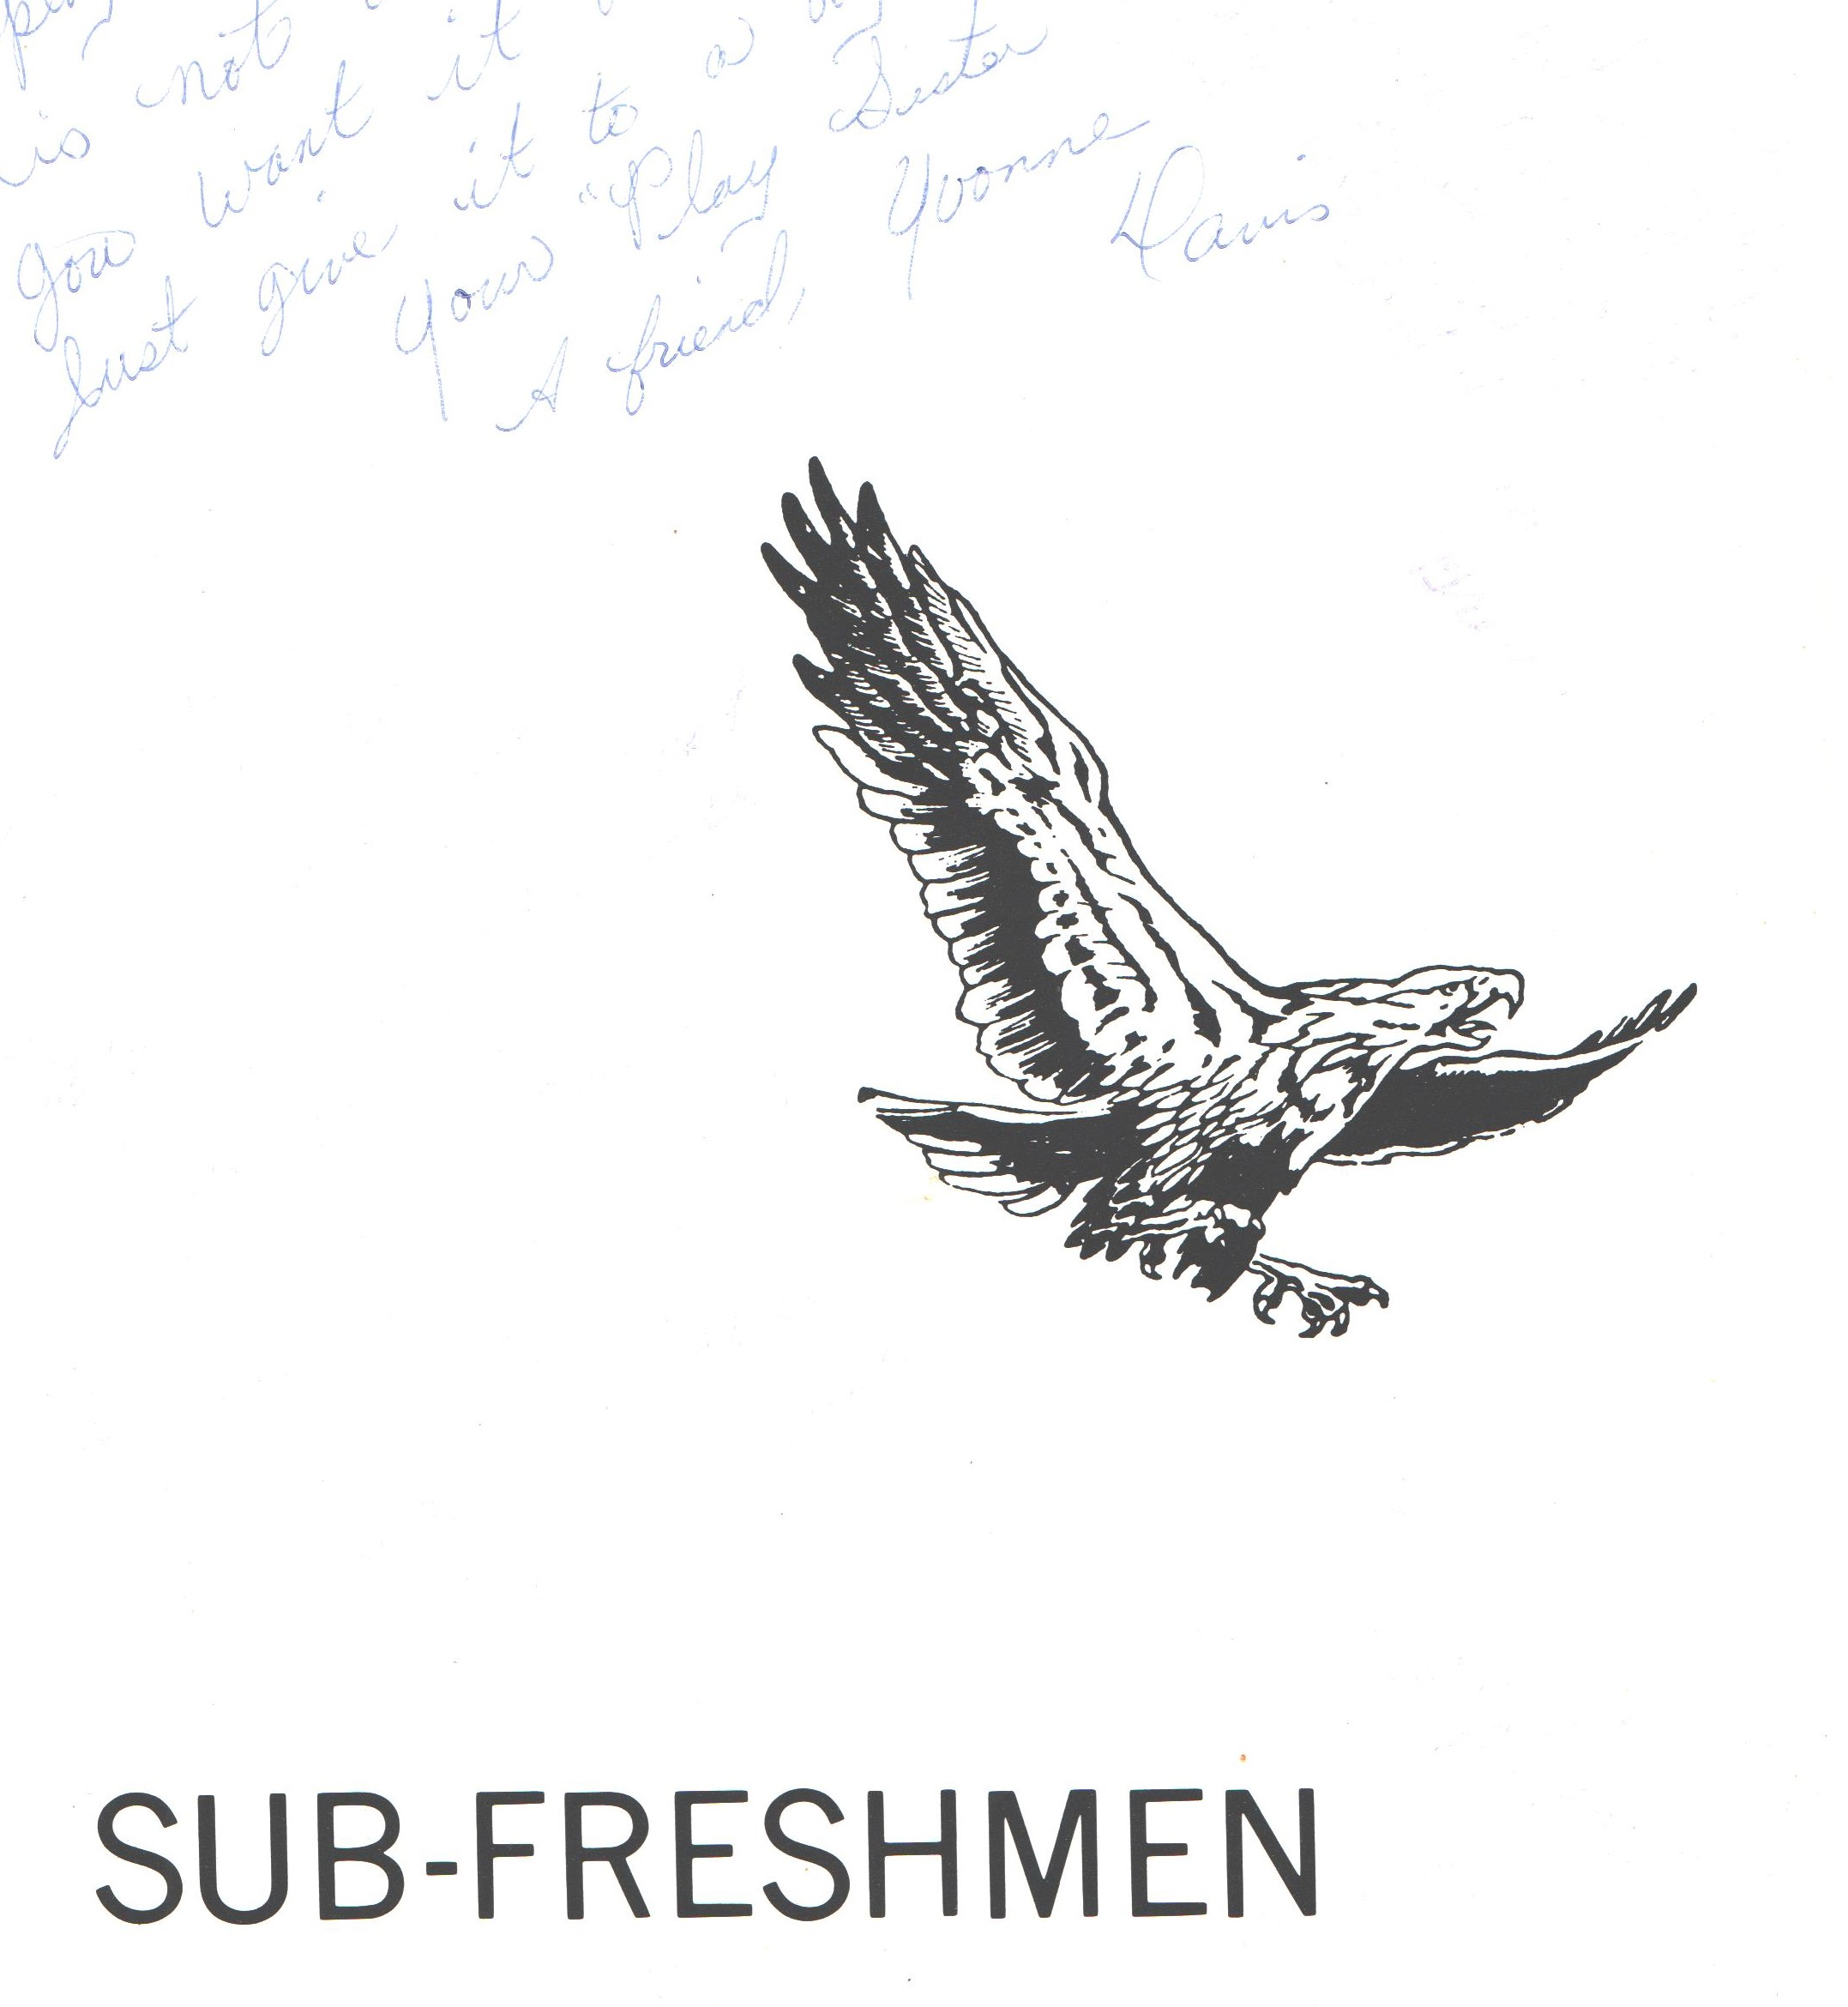 is not
you want it
Just give it to a
Your "Play Sister
A friend, Yvonne Davis
SUB-FRESHMEN